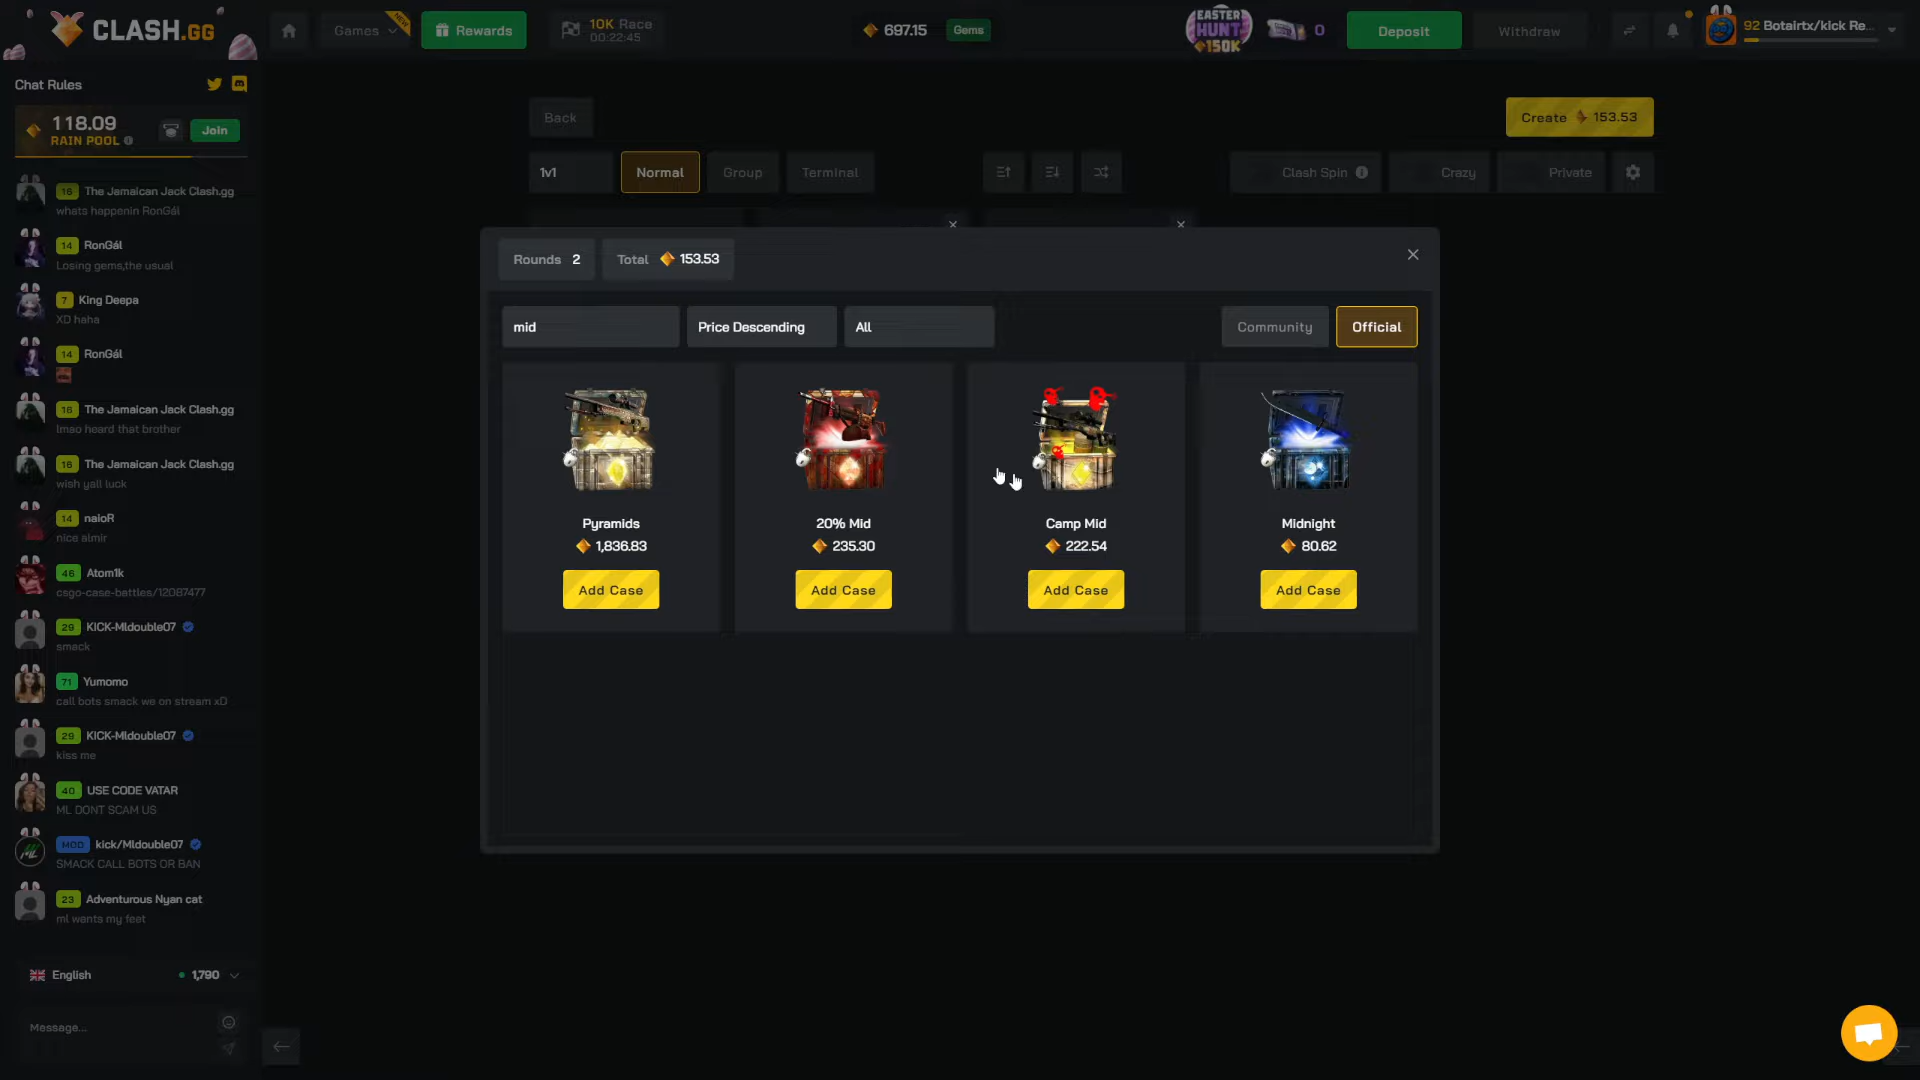 CLASH.GG
Games
NEW
Rewards
10K Race
00:22:45
697.15
Gems
EASTER
HUNT
150K
0
Deposit
Withdraw
92 Botairtx/kick Re...
Chat Rules
118.09
RAIN POOL
Join
16 The Jamaican Jack Clash.gg
whats happenin RonGál
14 RonGál
Losing gems,the usual
7 King Deepa
XD haha
14 RonGál
16 The Jamaican Jack Clash.gg
lmao heard that brother
16 The Jamaican Jack Clash.gg
wish yall luck
14 naioR
nice almir
46 Atom1k
csgo-case-battles/12087477
29 KICK-Mldouble07
smack
71 Yumomo
call bots smack we on stream xD
29 KICK-Mldouble07
kiss me
40 USE CODE VATAR
ML DONT SCAM US
MOD kick/Mldouble07
SMACK CALL BOTS OR BAN
23 Adventurous Nyan cat
ml wants my feet
English
1,790
Message...
Back
Create 153.53
1v1
Normal
Group
Terminal
Clash Spin
Crazy
Private
Rounds 2
Total 153.53
mid
Price Descending
All
Community
Official
Pyramids
1,836.83
Add Case
20% Mid
235.30
Add Case
Camp Mid
222.54
Add Case
Midnight
80.62
Add Case